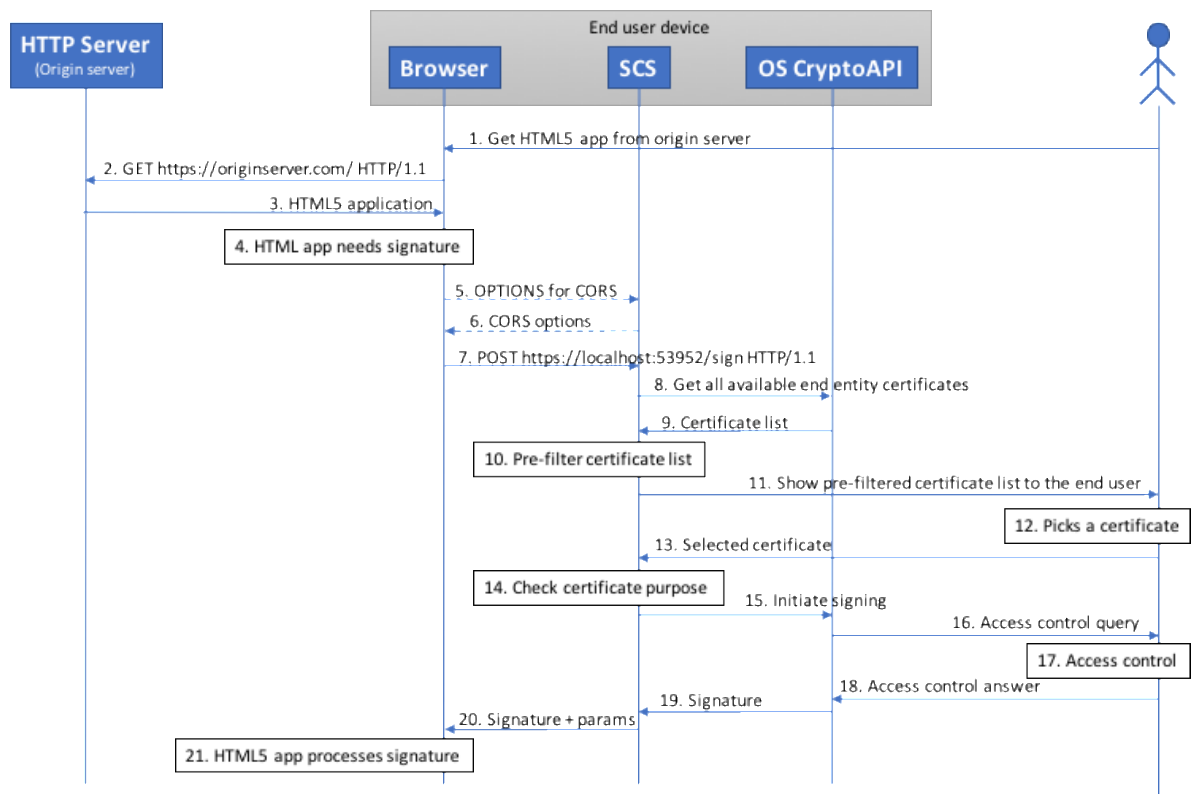 End user device
HTTP Server
(Origin server)
Browser
SCS
OS CryptoAPI
1. Get HTML5 app from origin server
2. GET https://originserver.com/ HTTP/1.1
3. HTML5 application
4. HTML app needs signature
5. OPTIONS for CORS
6. CORS options
7. POST https://localhost:53952/sign HTTP/1.1
8. Get all available end entity certificates
9. Certificate list
10. Pre-filter certificate list
11. Show pre-filtered certificate list to the end user
12. Picks a certificate
13. Selected certificate
14. Check certificate purpose
15. Initiate signing
16. Access control query
17. Access control
18. Access control answer
19. Signature
20. Signature + params
21. HTML5 app processes signature